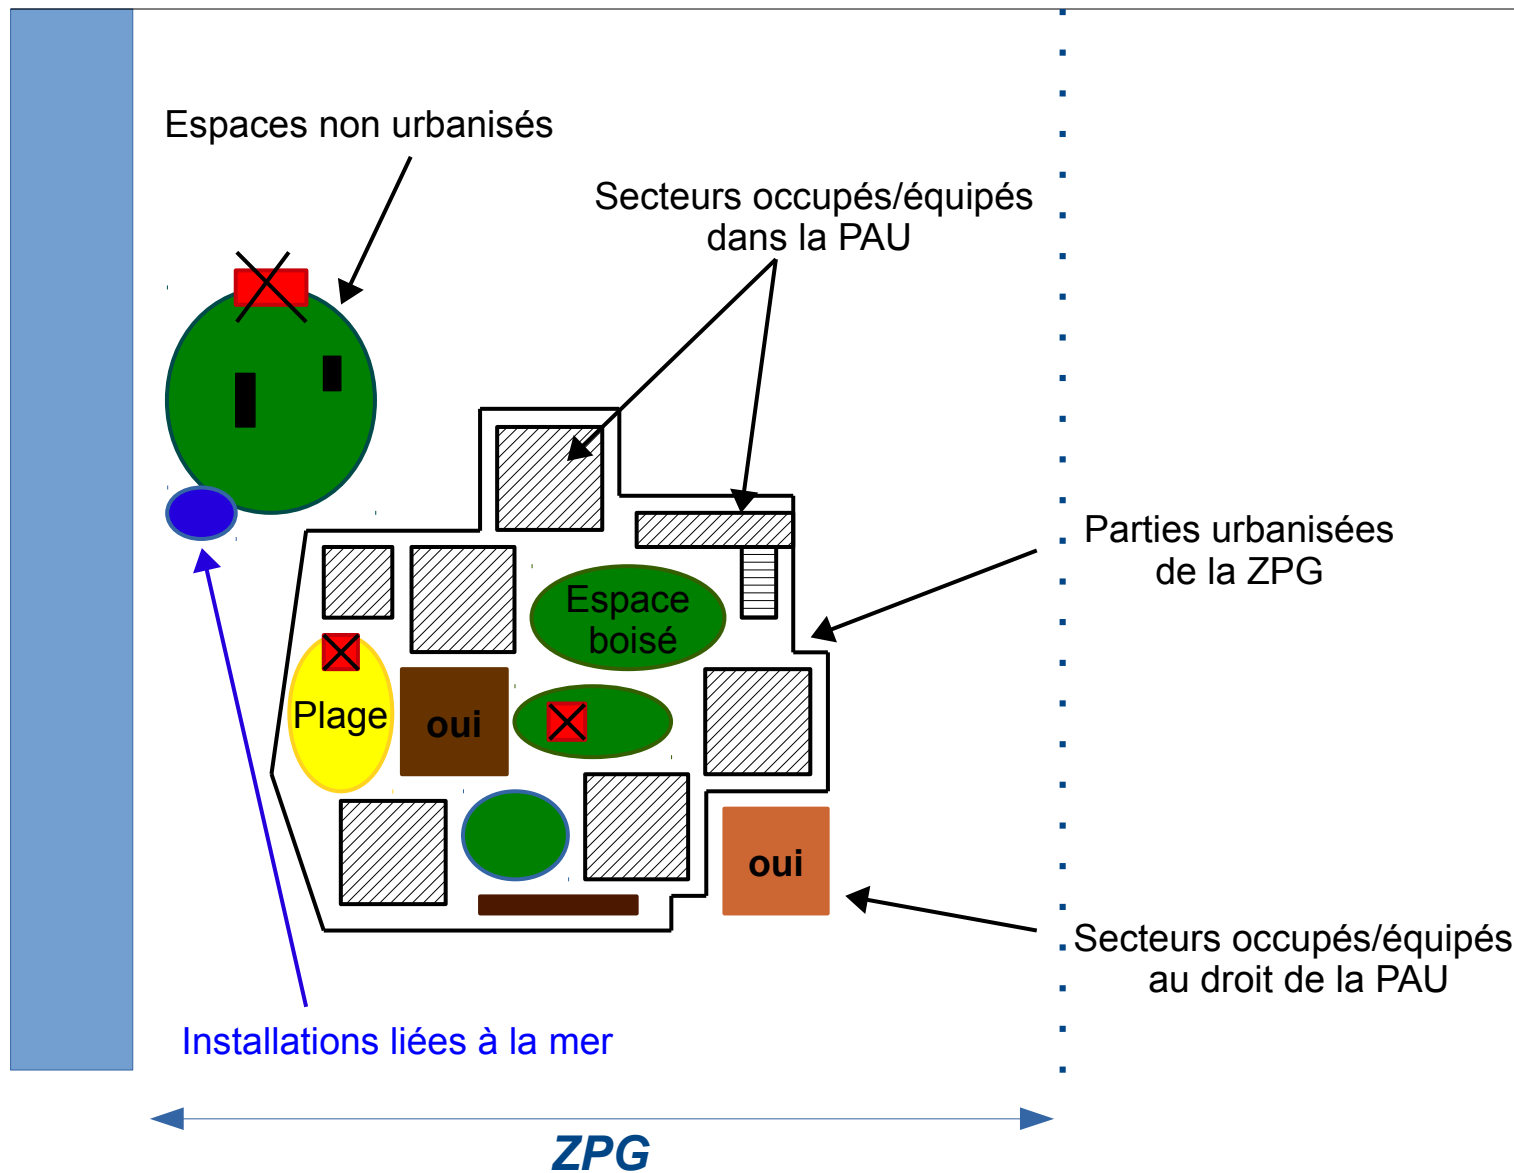 Espaces non urbanisés
Secteurs occupés/équipés
dans la PAU
Parties urbanisées
de la ZPG
Espace
boisé
Plage
oui
oui
Secteurs occupés/équipés
au droit de la PAU
Installations liées à la mer
ZPG